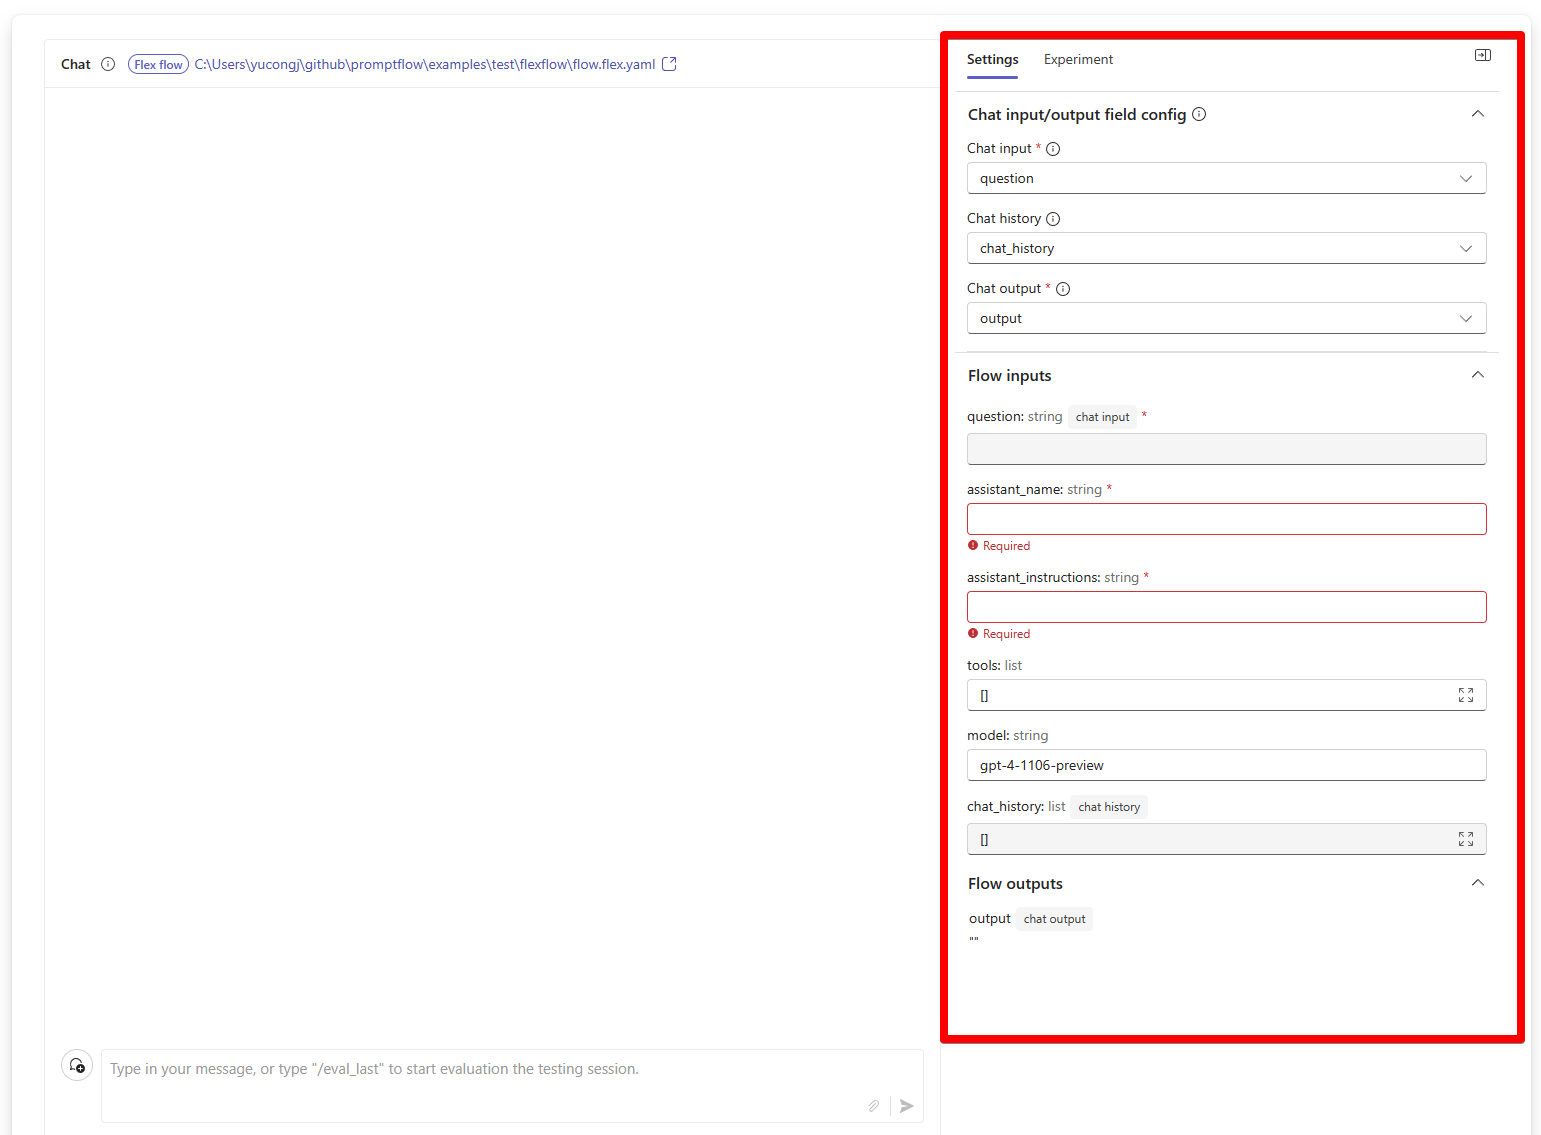 Chat Flex flow C:\Users\yucongj\github\promptflow\examples\test\flexflow\flow.flex.yaml
Type in your message, or type "/eval_last" to start evaluation the testing session.
Settings Experiment
Chat input/output field config
Chat input *
question
Chat history
chat_history
Chat output *
output
Flow inputs
question: string chat input *
assistant_name: string *
Required
assistant_instructions: string *
Required
tools: list
[]
model: string
gpt-4-1106-preview
chat_history: list chat history
[]
Flow outputs
output chat output
""